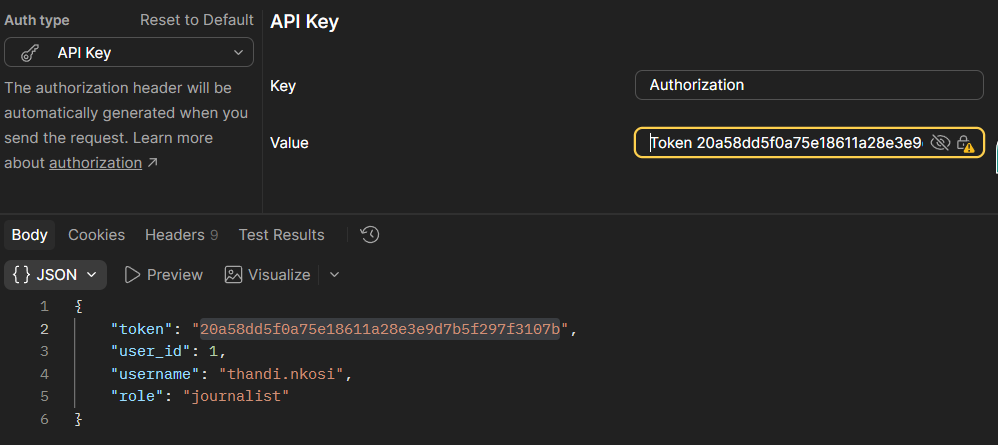 Auth type Reset to Default
API Key
The authorization header will be
automatically generated when you
send the request. Learn more
about authorization ↗
API Key
Key Authorization
Value Token 20a58dd5f0a75e18611a28e3e9
Body Cookies Headers 9 Test Results
{} JSON Preview Visualize
1 {
2 "token": "20a58dd5f0a75e18611a28e3e9d7b5f297f3107b",
3 "user_id": 1,
4 "username": "thandi.nkosi",
5 "role": "journalist"
6 }